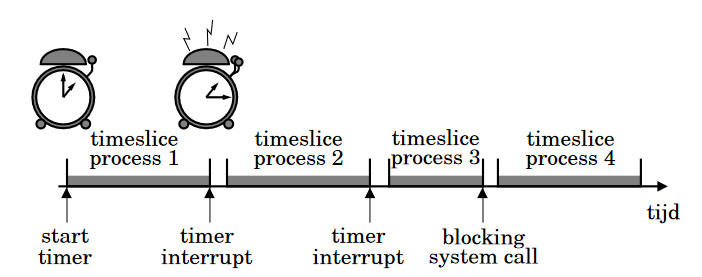 timeslice
process 1
timeslice
process 2
timeslice
process 3
timeslice
process 4
tijd
start
timer
timer
interrupt
timer
interrupt
blocking
system call